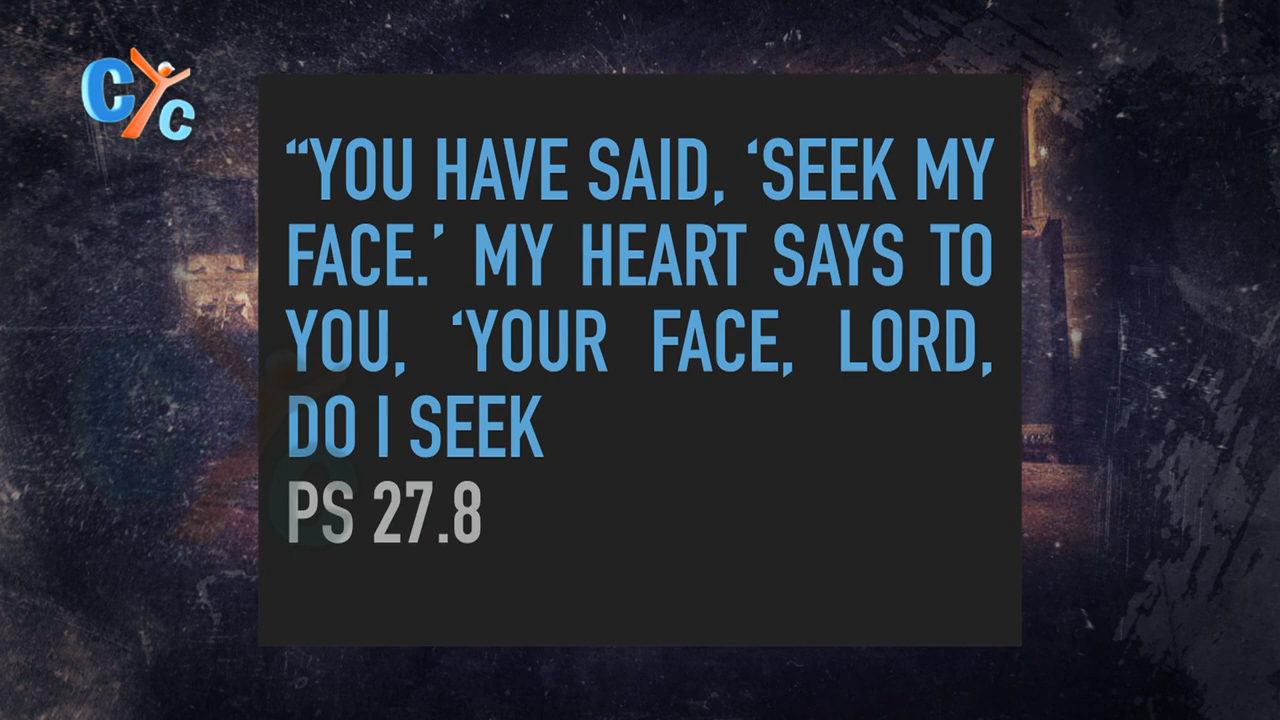 CYC
“YOU HAVE SAID, ‘SEEK MY
FACE.’ MY HEART SAYS TO
YOU, ‘YOUR FACE, LORD,
DO I SEEK
PS 27.8